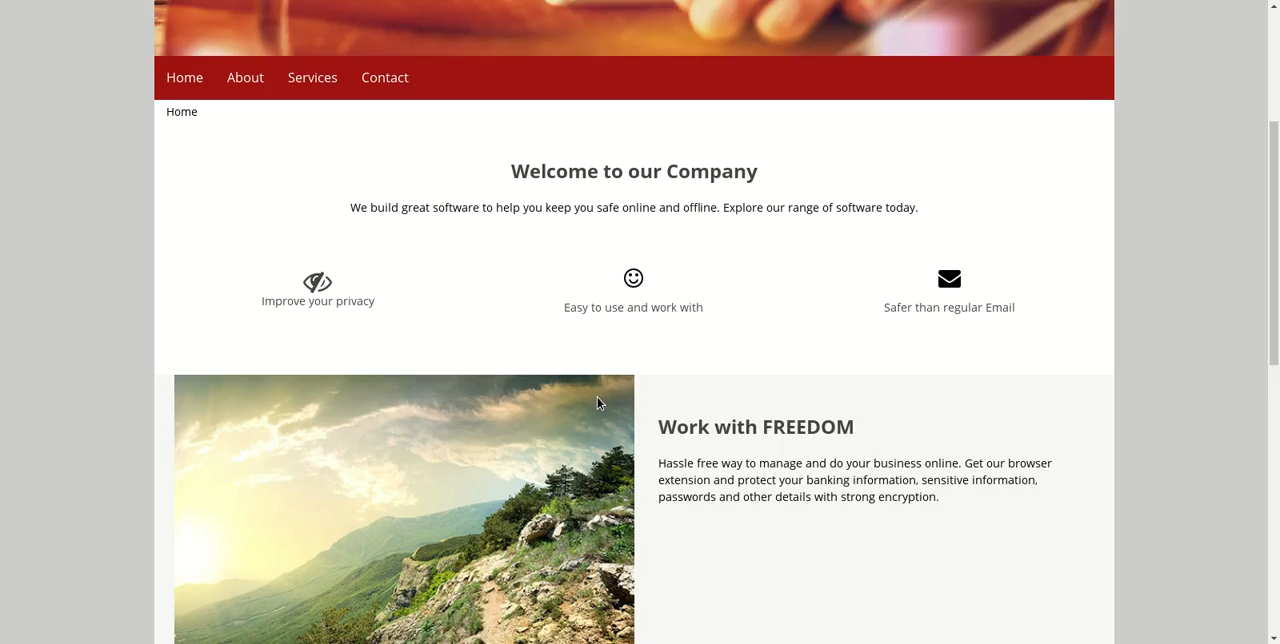 Home About Services Contact
Home
Welcome to our Company
We build great software to help you keep you safe online and offline. Explore our range of software today.
Improve your privacy
Easy to use and work with
Safer than regular Email
Work with FREEDOM
Hassle free way to manage and do your business online. Get our browser
extension and protect your banking information, sensitive information,
passwords and other details with strong encryption.